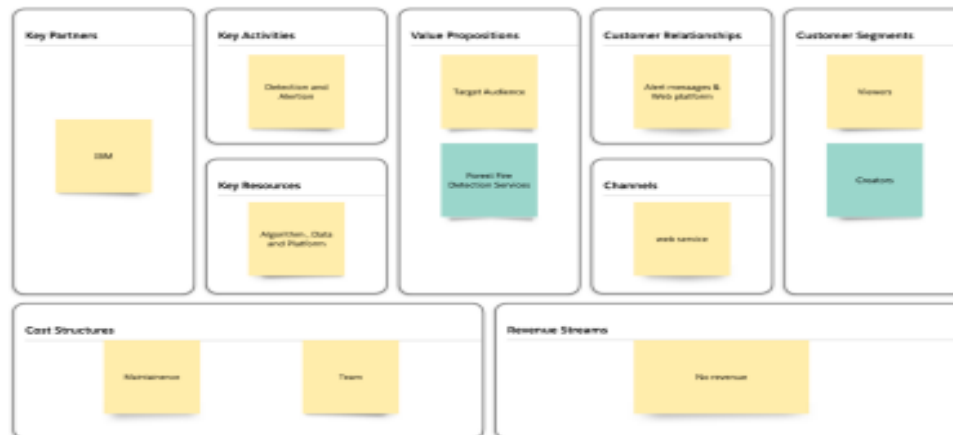 Key Partners
IBM
Key Activities
Detection and
Alertion
Key Resources
Algorithm, Data
and Platform
Value Propositions
Target Audience
Forest Fire
Detection Services
Customer Relationships
Alert messages &
Web platform
Channels
web service
Customer Segments
Viewers
Creators
Cost Structures
Maintainence
Team
Revenue Streams
No revenue